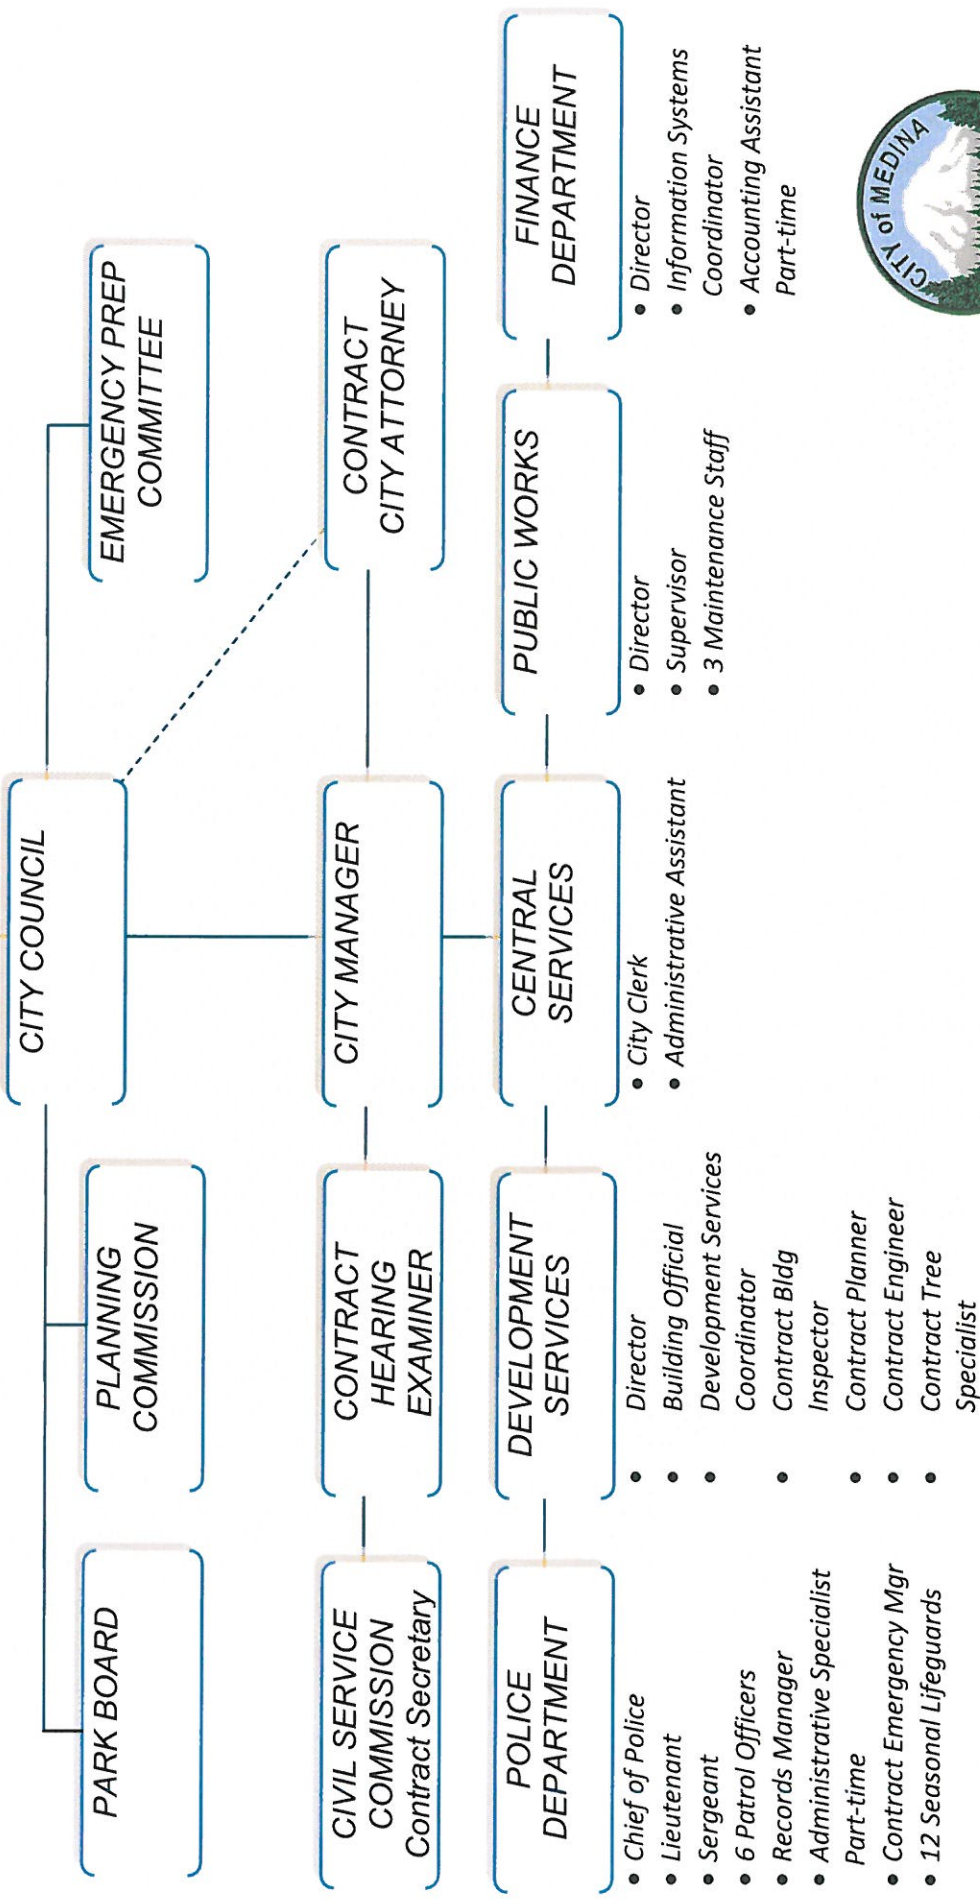 CITY COUNCIL
PARK BOARD
PLANNING
COMMISSION
EMERGENCY PREP
COMMITTEE
CIVIL SERVICE
COMMISSION
Contract Secretary
CONTRACT
HEARING
EXAMINER
CITY MANAGER
CONTRACT
CITY ATTORNEY
POLICE
DEPARTMENT
• Chief of Police
• Lieutenant
• Sergeant
• 6 Patrol Officers
• Records Manager
• Administrative Specialist
Part-time
• Contract Emergency Mgr
• 12 Seasonal Lifeguards
DEVELOPMENT
SERVICES
• Director
• Building Official
• Development Services
Coordinator
• Contract Bldg
Inspector
• Contract Planner
• Contract Engineer
• Contract Tree
Specialist
CENTRAL
SERVICES
• City Clerk
• Administrative Assistant
PUBLIC WORKS
• Director
• Supervisor
• 3 Maintenance Staff
FINANCE
DEPARTMENT
• Director
• Information Systems
Coordinator
• Accounting Assistant
Part-time
CITY of MEDINA